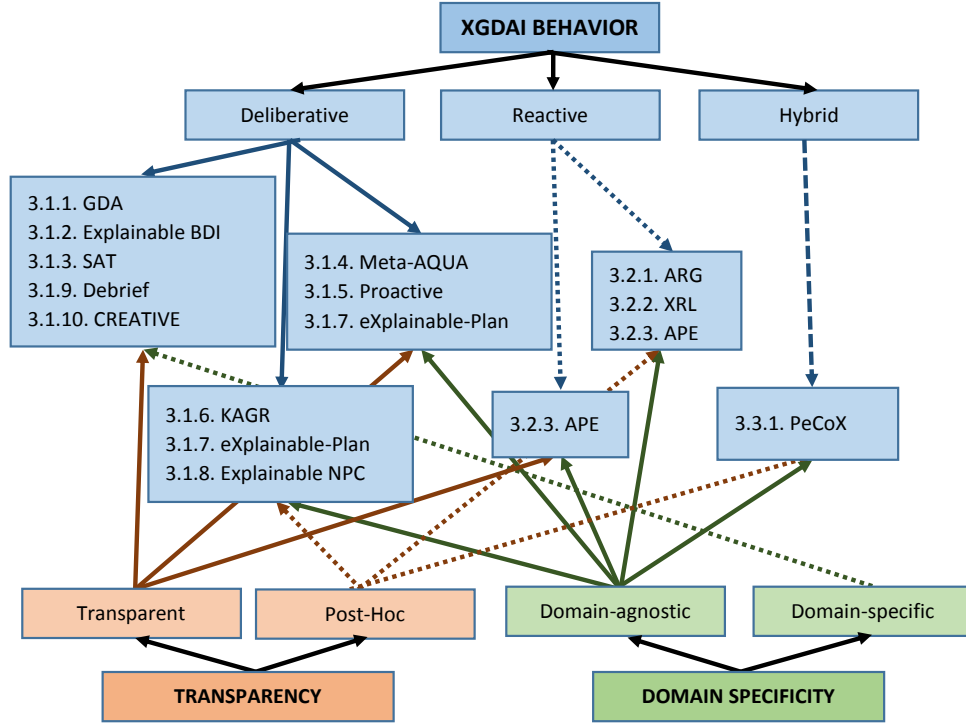 XGDAI BEHAVIOR
Deliberative
Reactive
Hybrid
3.1.1. GDA
3.1.2. Explainable BDI
3.1.3. SAT
3.1.9. Debrief
3.1.10. CREATIVE
3.1.4. Meta-AQUA
3.1.5. Proactive
3.1.7. eXplainable-Plan
3.2.1. ARG
3.2.2. XRL
3.2.3. APE
3.1.6. KAGR
3.1.7. eXplainable-Plan
3.1.8. Explainable NPC
3.2.3. APE
3.3.1. PeCoX
Transparent
Post-Hoc
Domain-agnostic
Domain-specific
TRANSPARENCY
DOMAIN SPECIFICITY